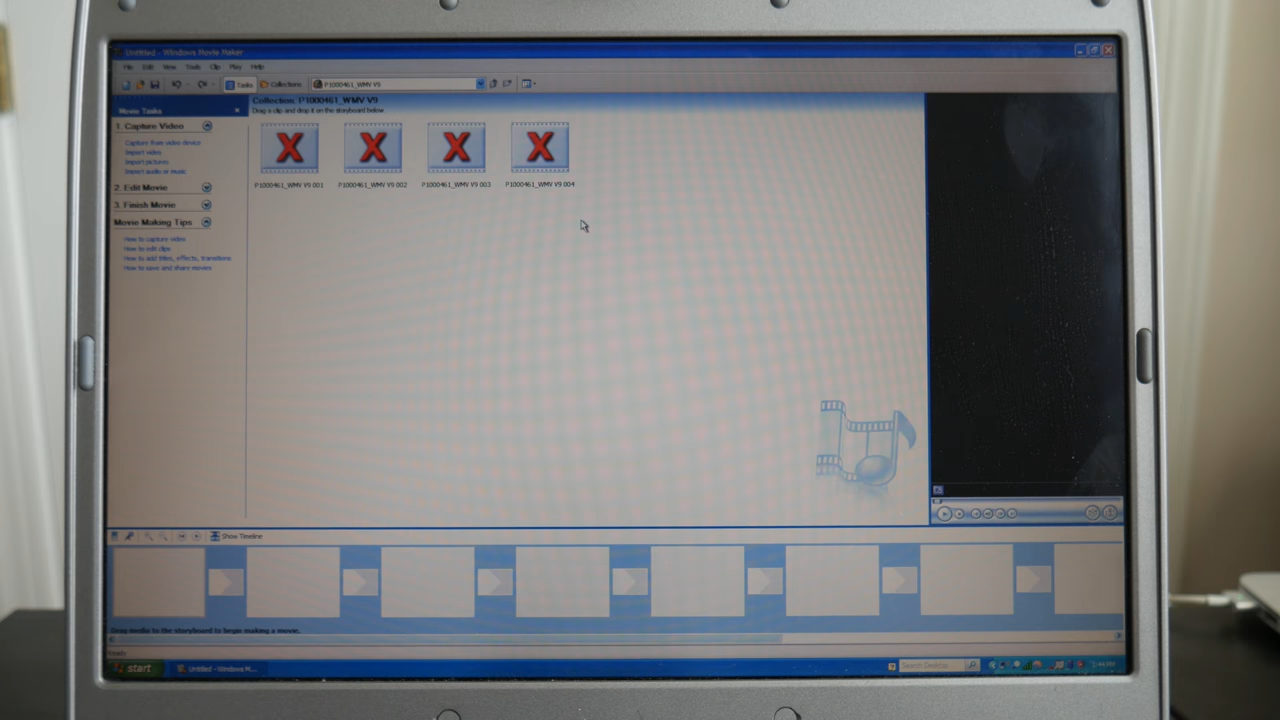 Untitled - Windows Movie Maker
File Edit View Tools Clip Play Help
Tasks Collections P1000461_WMV V9
Movie Tasks
Collection: P1000461_WMV V9
Drag a clip and drop it on the storyboard below
1. Capture Video
Capture from video device
Import video
Import pictures
Import audio or music
2. Edit Movie
3. Finish Movie
Movie Making Tips
How to capture video
How to edit clips
How to add titles, effects, transitions
How to save and share movies
P1000461_WMV V9 001 P1000461_WMV V9 002 P1000461_WMV V9 003 P1000461_WMV V9 004
Show Timeline
Drag media to the storyboard to begin making a movie.
Ready
start Untitled - Windows M... Search Desktop 1:44 PM